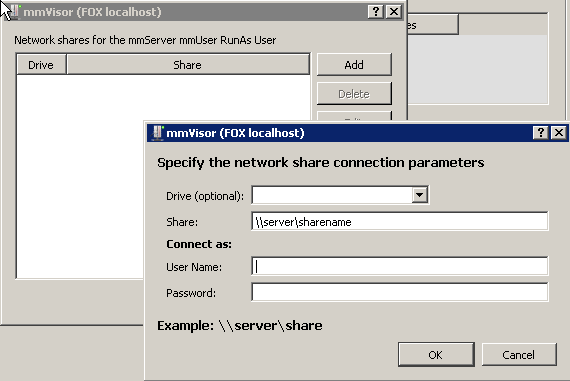 mmVisor (FOX localhost)
Network shares for the mmServer mmUser RunAs User
Drive
Share
Add
Delete
mmVisor (FOX localhost)
Specify the network share connection parameters
Drive (optional):
Share:
\\server\sharename
Connect as:
User Name:
Password:
Example: \\server\share
OK
Cancel